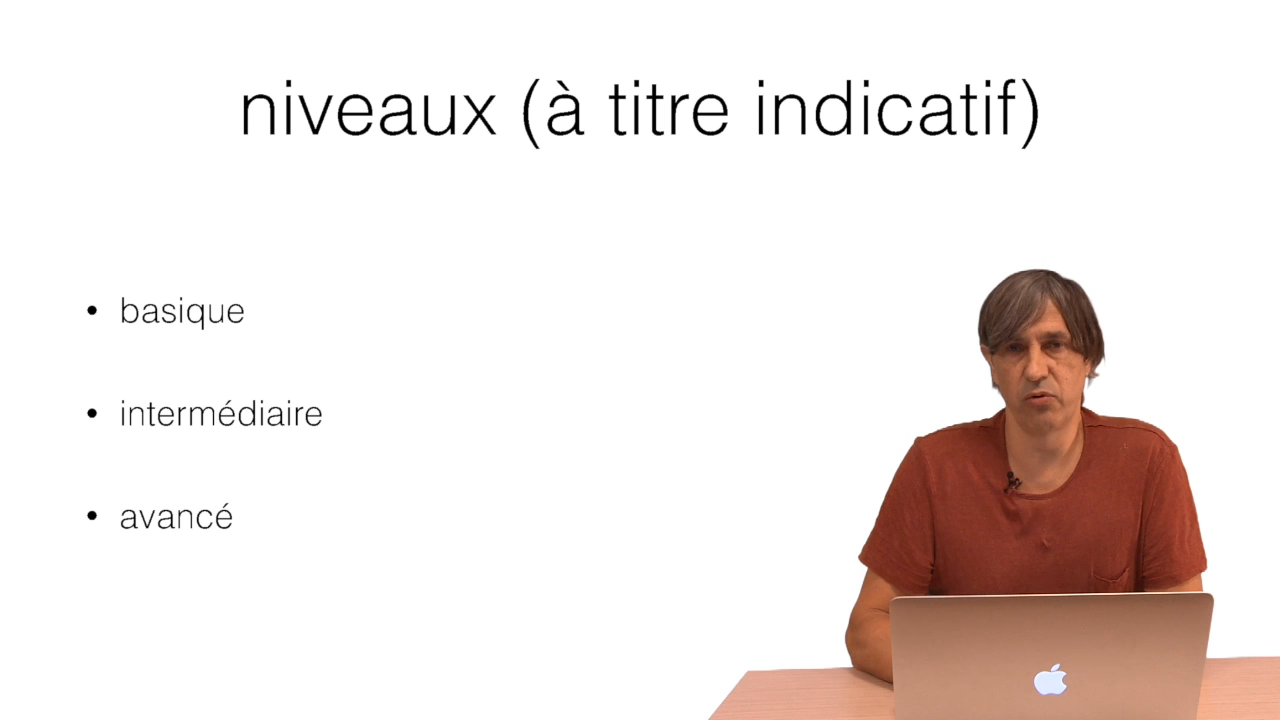 niveaux (à titre indicatif)
• basique
• intermédiaire
• avancé